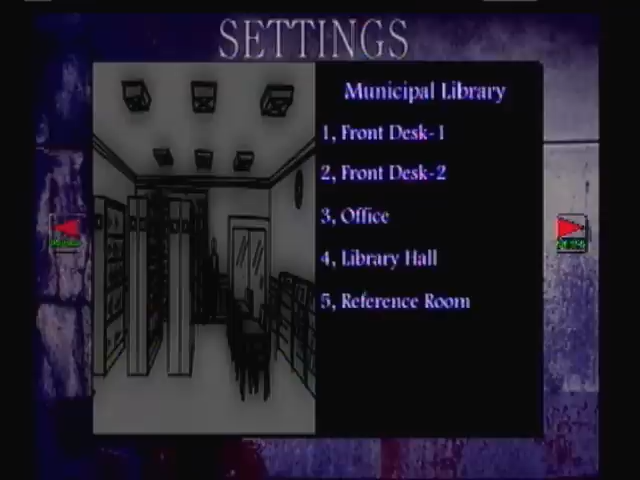 SETTINGS
Municipal Library
1, Front Desk-1
2, Front Desk-2
3, Office
4, Library Hall
5, Reference Room